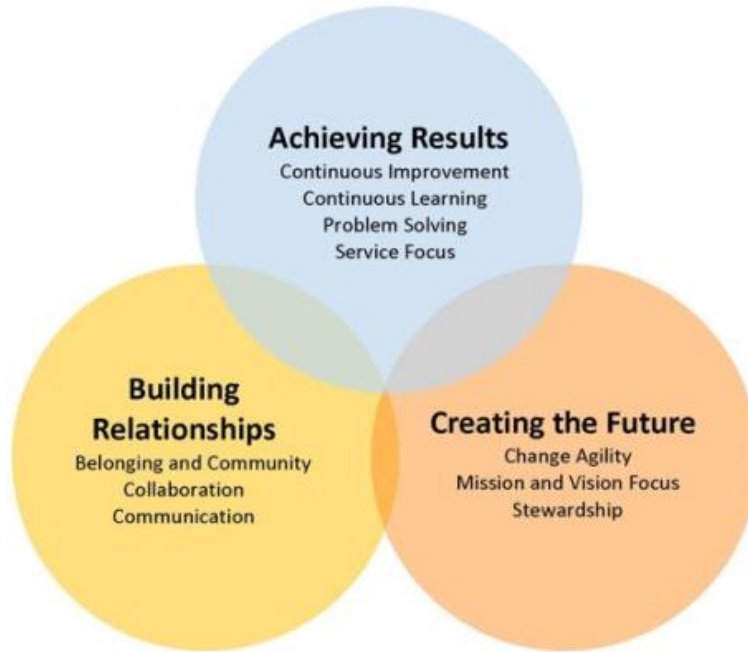 Achieving Results
Continuous Improvement
Continuous Learning
Problem Solving
Service Focus
Building
Relationships
Belonging and Community
Collaboration
Communication
Creating the Future
Change Agility
Mission and Vision Focus
Stewardship